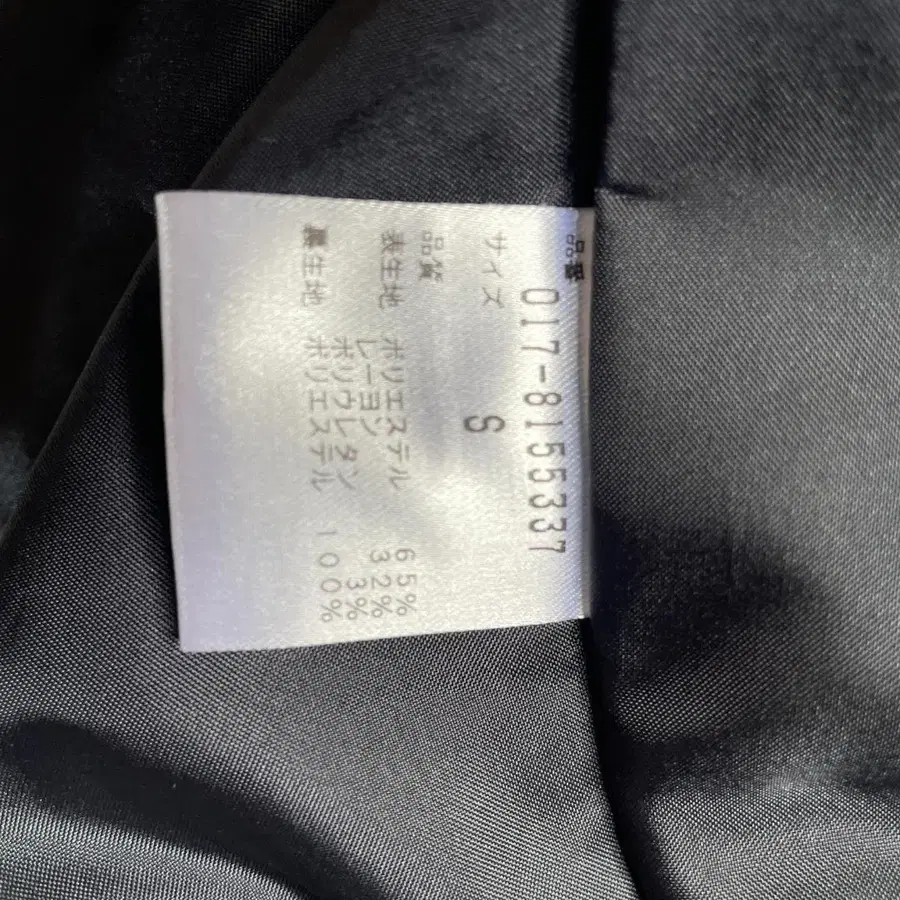 品番 017-8155337
サイズ S
品質
表生地 ポリエステル 65%
レーヨン 32%
ポリウレタン 3%
裏生地 ポリエステル 100%